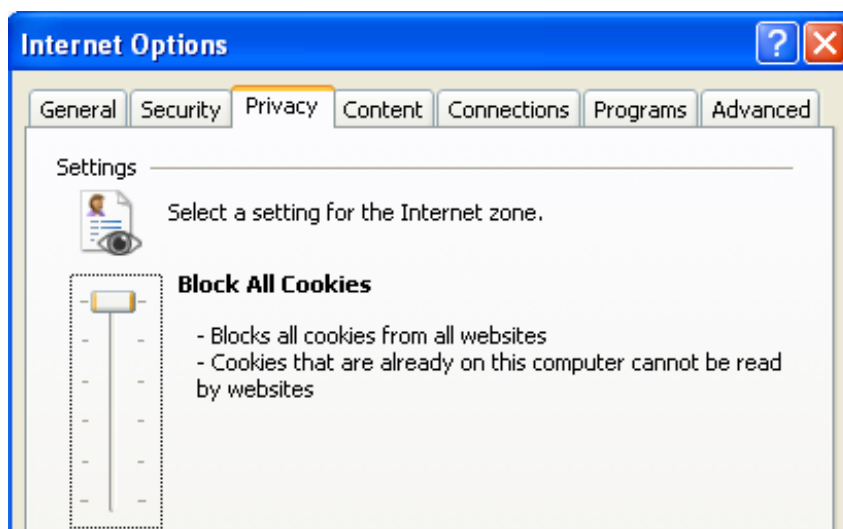 Internet Options
General Security Privacy Content Connections Programs Advanced
Settings
Select a setting for the Internet zone.
Block All Cookies
- Blocks all cookies from all websites
- Cookies that are already on this computer cannot be read
by websites